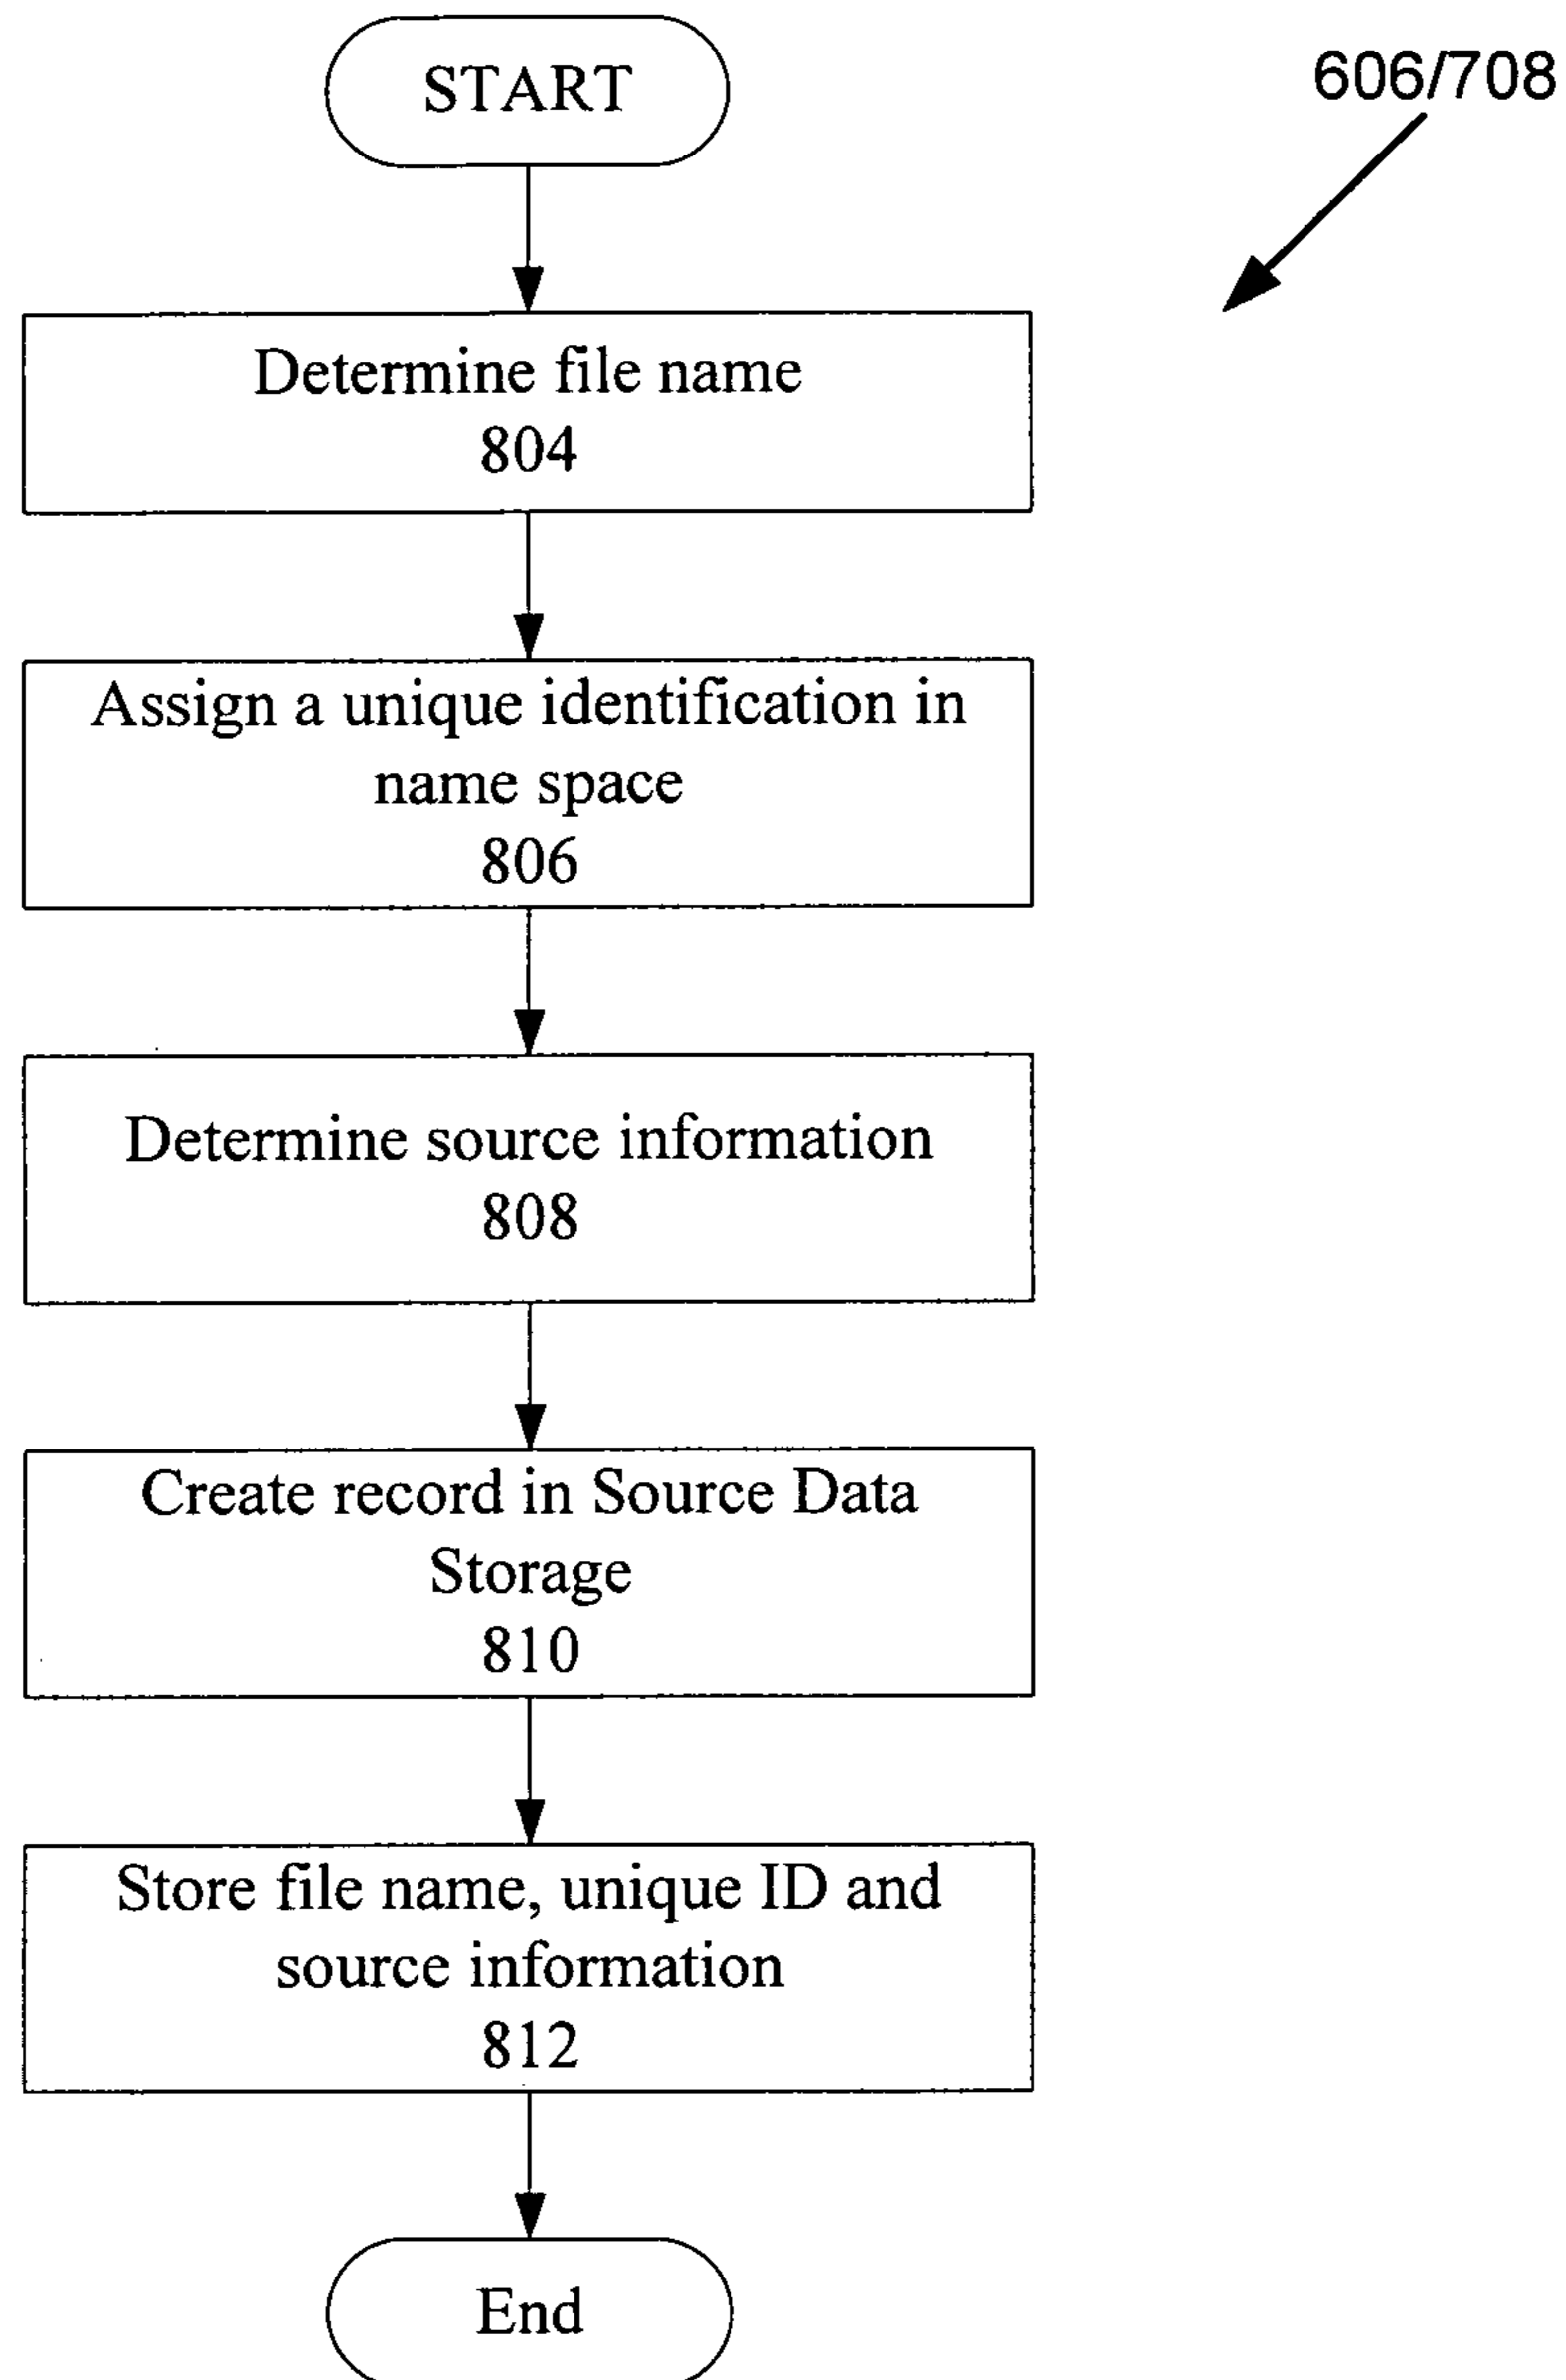 START
606/708
Determine file name
804
Assign a unique identification in
name space
806
Determine source information
808
Create record in Source Data
Storage
810
Store file name, unique ID and
source information
812
End